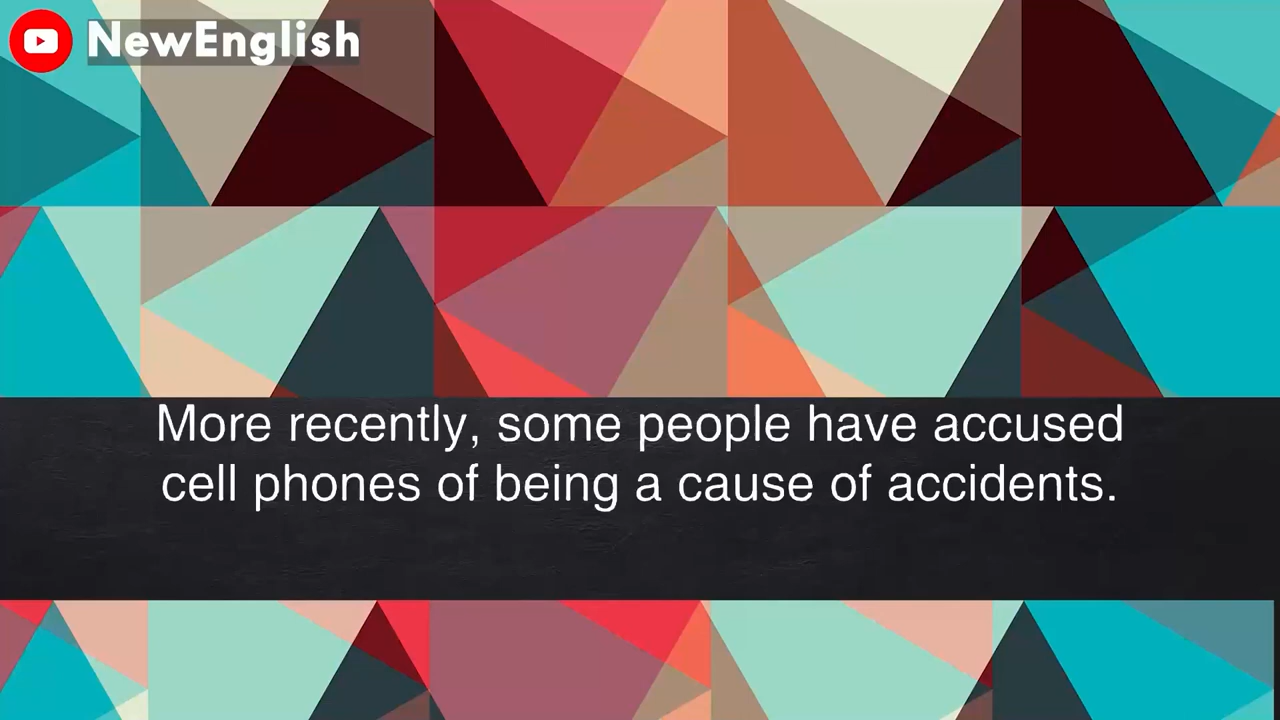 NewEnglish
More recently, some people have accused
cell phones of being a cause of accidents.